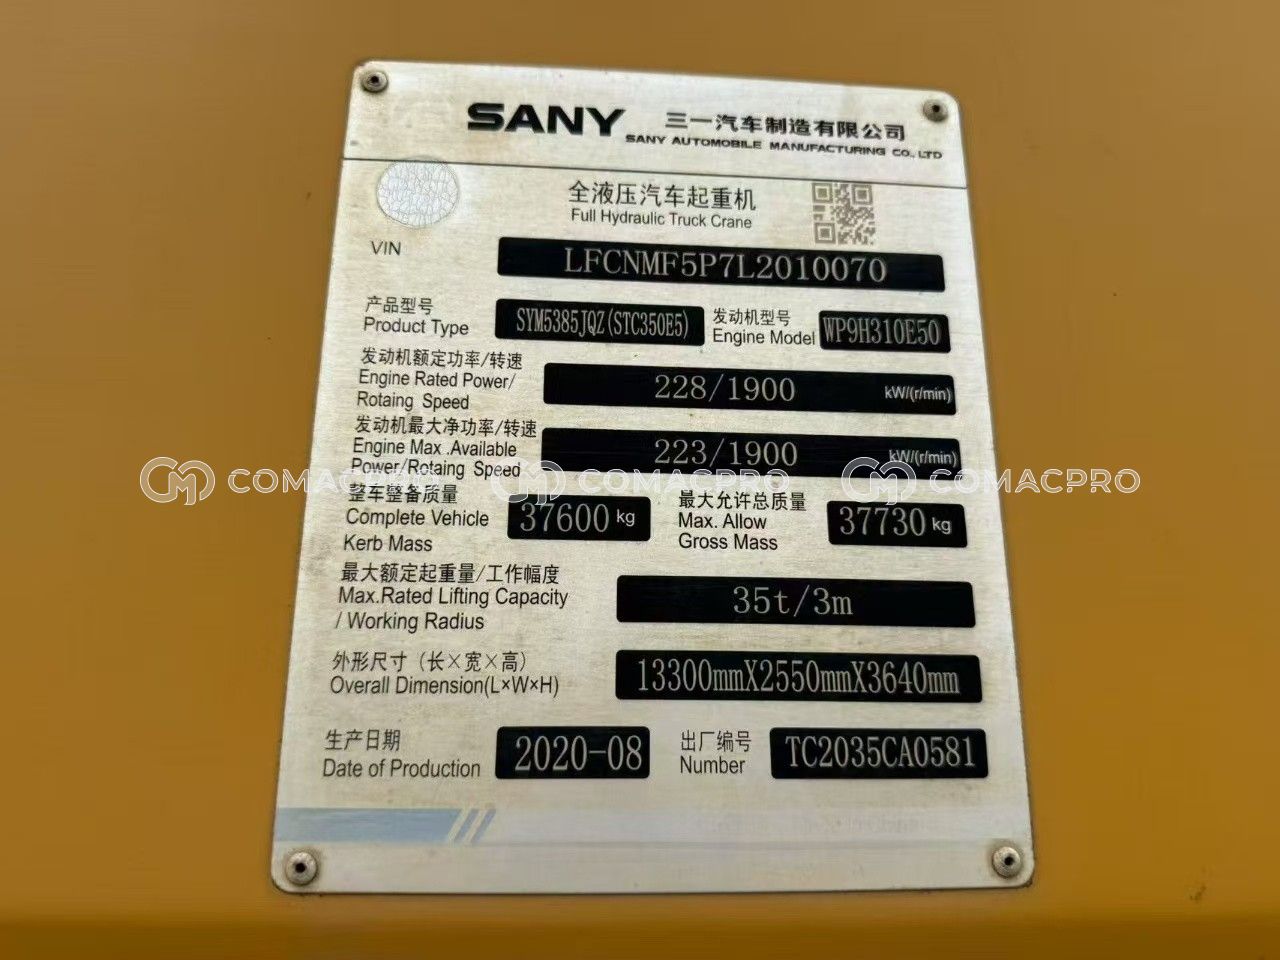 SANY 三一汽车制造有限公司
SANY AUTOMOBILE MANUFACTURING CO., LTD
全液压汽车起重机
Full Hydraulic Truck Crane
VIN LFCNMF5P7L2010070
产品型号
Product Type SYM5385JQZ(STC350E5)
发动机型号
Engine Model WP9H310E50
发动机额定功率/转速
Engine Rated Power/
Rotaing Speed
228/1900 kW/(r/min)
发动机最大净功率/转速
Engine Max .Available
Power/Rotaing Speed
223/1900 kW/(r/min)
COMACPRO COMACPRO COMACPRO
整车整备质量
Complete Vehicle
Kerb Mass
37600 kg
最大允许总质量
Max. Allow
Gross Mass
37730 kg
最大额定起重量/工作幅度
Max.Rated Lifting Capacity
/ Working Radius
35t/3m
外形尺寸 (长×宽×高)
Overall Dimension(L×W×H)
13300mmX2550mmX3640mm
生产日期
Date of Production
2020-08
出厂编号
Number
TC2035CA0581